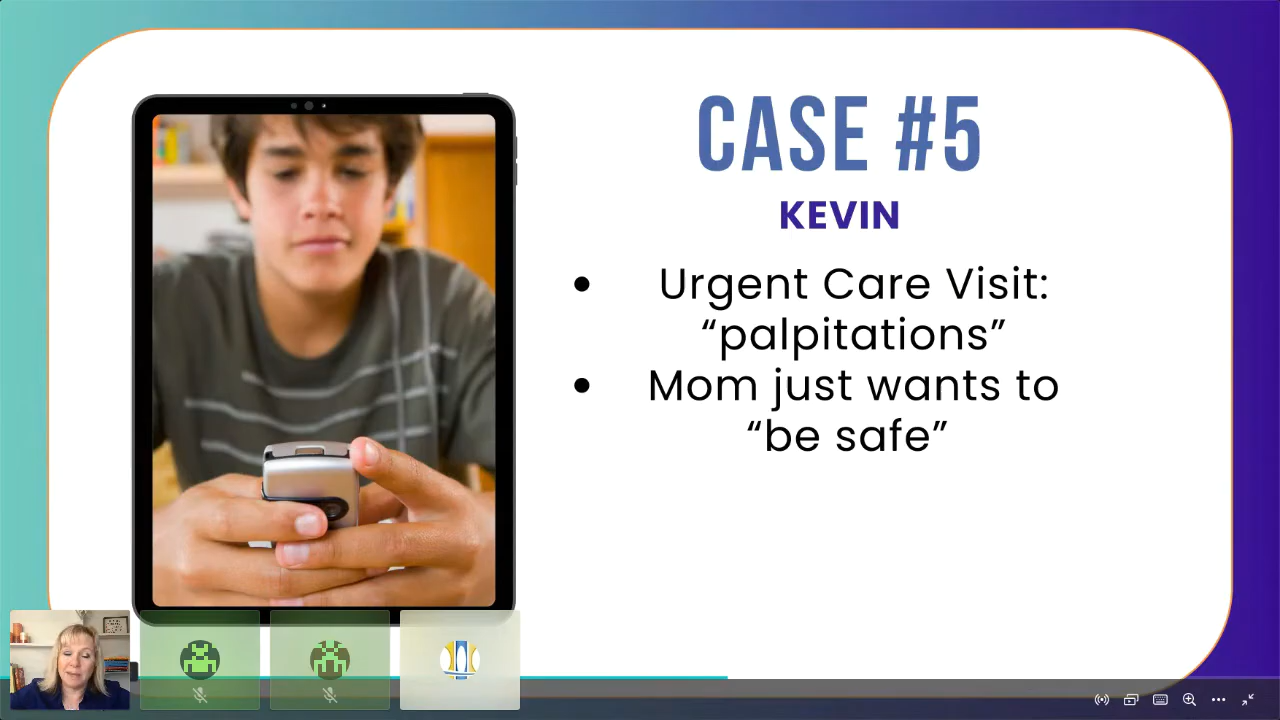 CASE #5
KEVIN
• Urgent Care Visit:
“palpitations”
• Mom just wants to
“be safe”